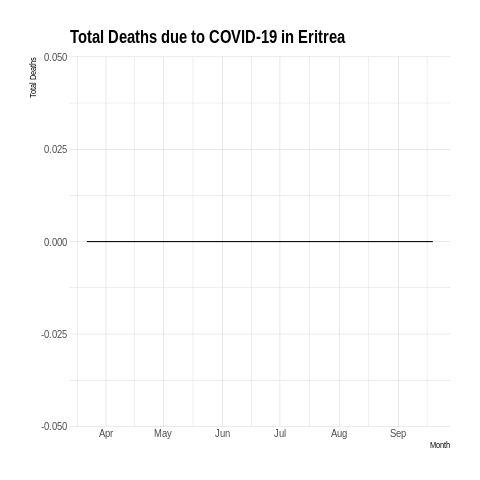 Total Deaths due to COVID-19 in Eritrea
Total Deaths
0.050
0.025
0.000
-0.025
-0.050
Apr May Jun Jul Aug Sep
Month